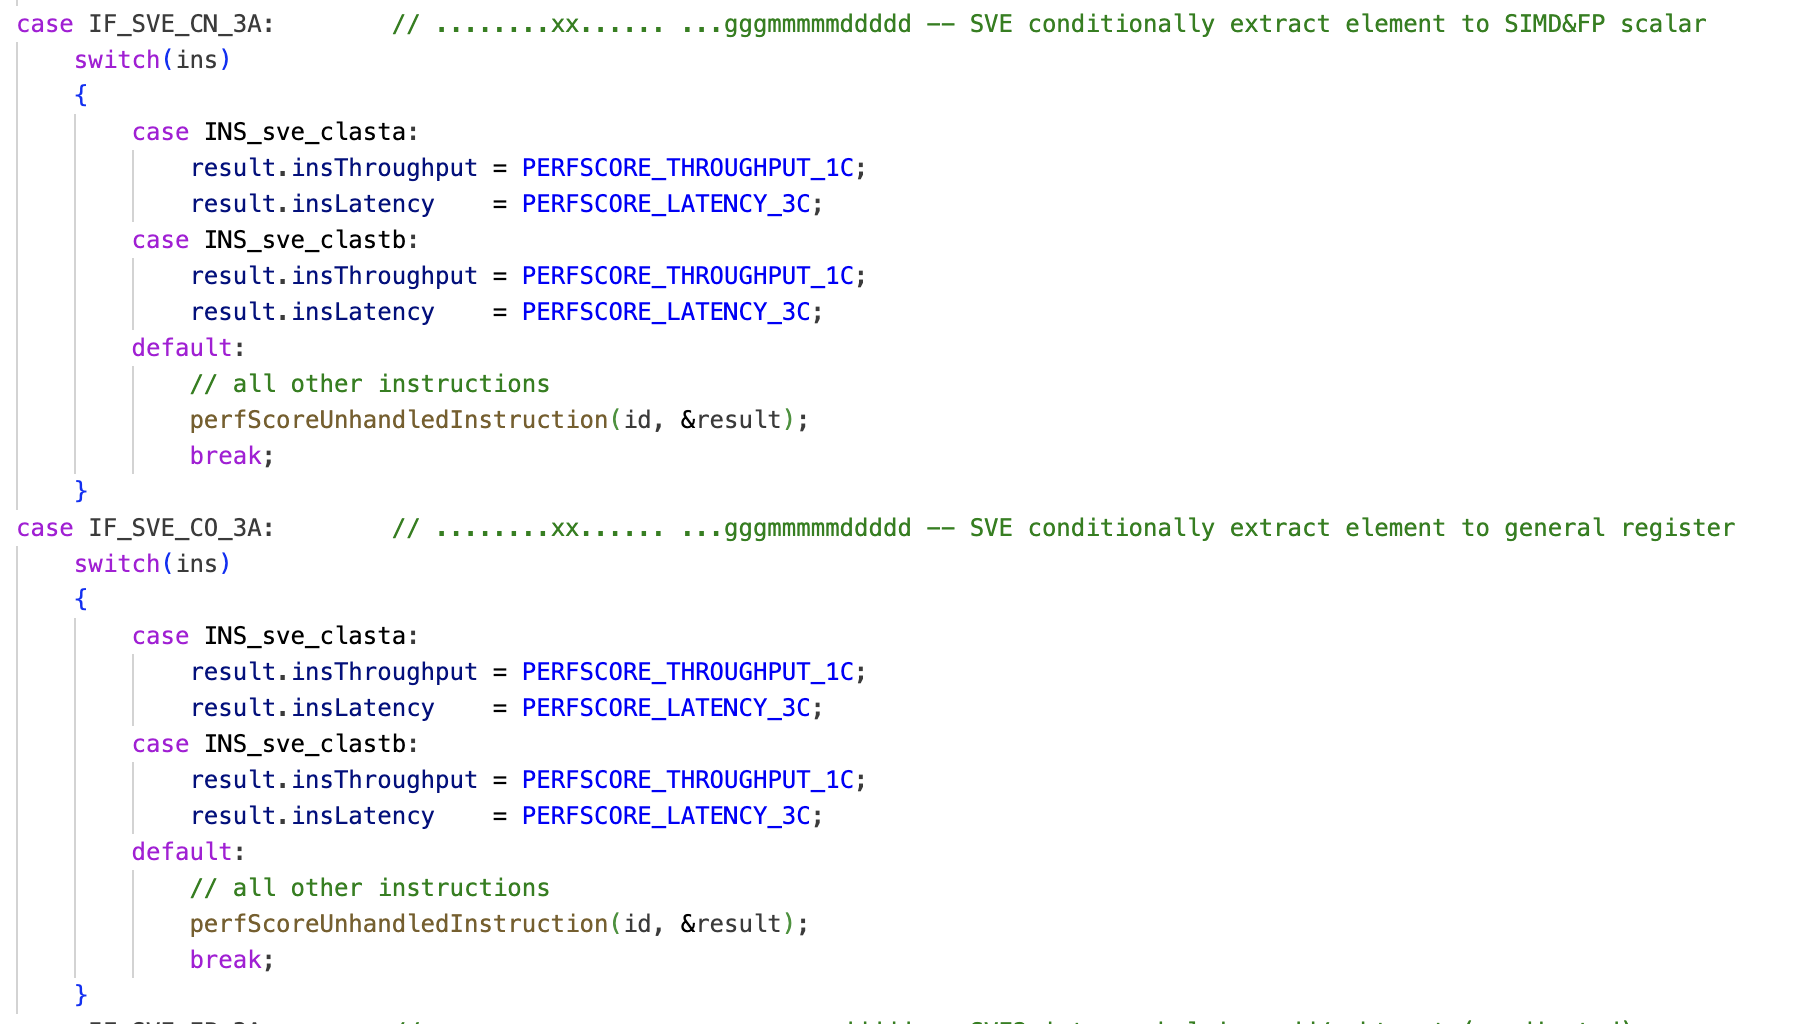 case IF_SVE_CN_3A:        // ........xx...... ...gggmmmmmddddd -- SVE conditionally extract element to SIMD&FP scalar
    switch(ins)
    {
        case INS_sve_clasta:
            result.insThroughput = PERFSCORE_THROUGHPUT_1C;
            result.insLatency    = PERFSCORE_LATENCY_3C;
        case INS_sve_clastb:
            result.insThroughput = PERFSCORE_THROUGHPUT_1C;
            result.insLatency    = PERFSCORE_LATENCY_3C;
        default:
            // all other instructions
            perfScoreUnhandledInstruction(id, &result);
            break;
    }
case IF_SVE_CO_3A:        // ........xx...... ...gggmmmmmddddd -- SVE conditionally extract element to general register
    switch(ins)
    {
        case INS_sve_clasta:
            result.insThroughput = PERFSCORE_THROUGHPUT_1C;
            result.insLatency    = PERFSCORE_LATENCY_3C;
        case INS_sve_clastb:
            result.insThroughput = PERFSCORE_THROUGHPUT_1C;
            result.insLatency    = PERFSCORE_LATENCY_3C;
        default:
            // all other instructions
            perfScoreUnhandledInstruction(id, &result);
            break;
    }